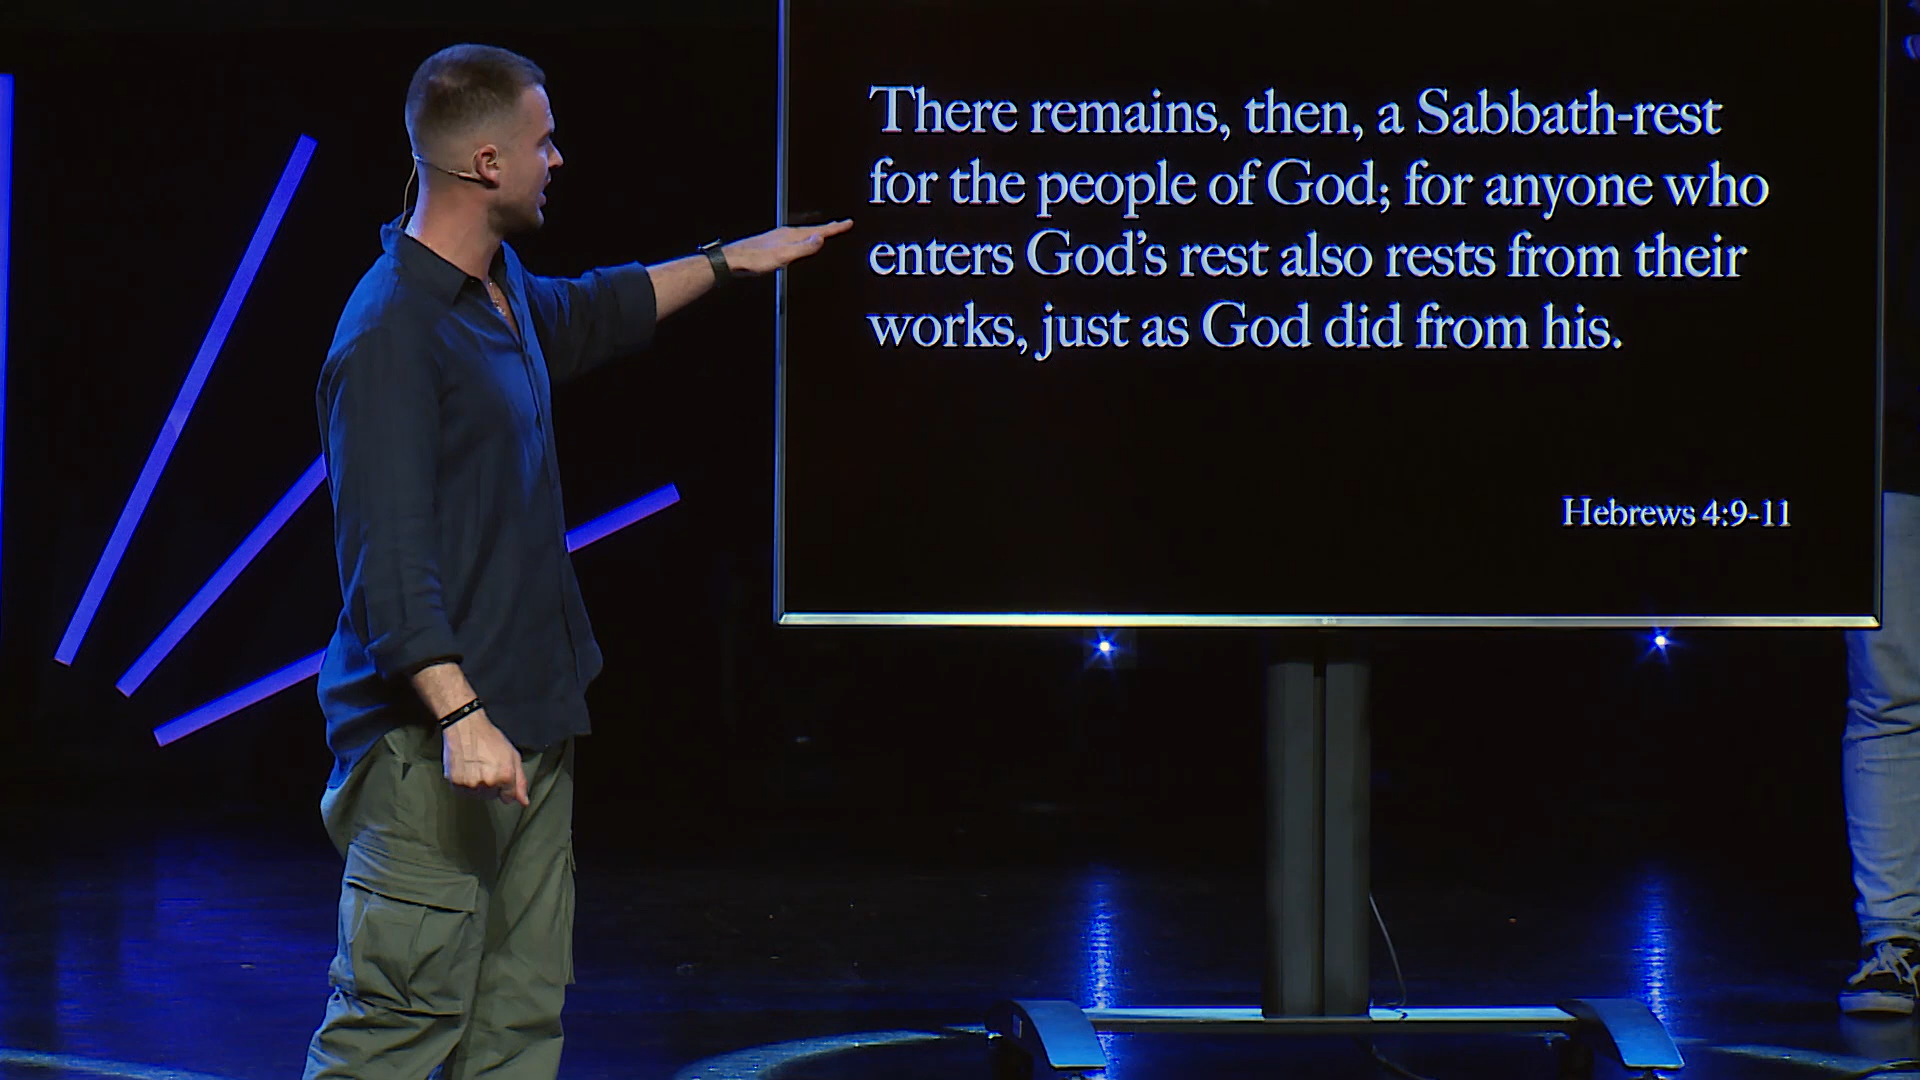 There remains, then, a Sabbath-rest
for the people of God; for anyone who
enters God’s rest also rests from their
works, just as God did from his.
Hebrews 4:9-11